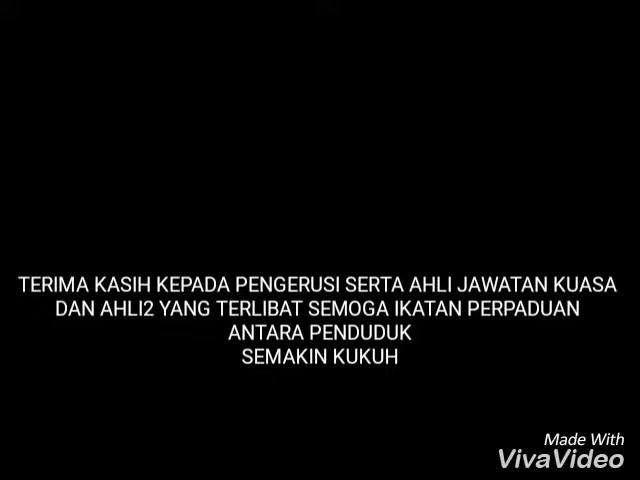 TERIMA KASIH KEPADA PENGERUSI SERTA AHLI JAWATAN KUASA
DAN AHLI2 YANG TERLIBAT SEMOGA IKATAN PERPADUAN
ANTARA PENDUDUK
SEMAKIN KUKUH
Made With
VivaVideo